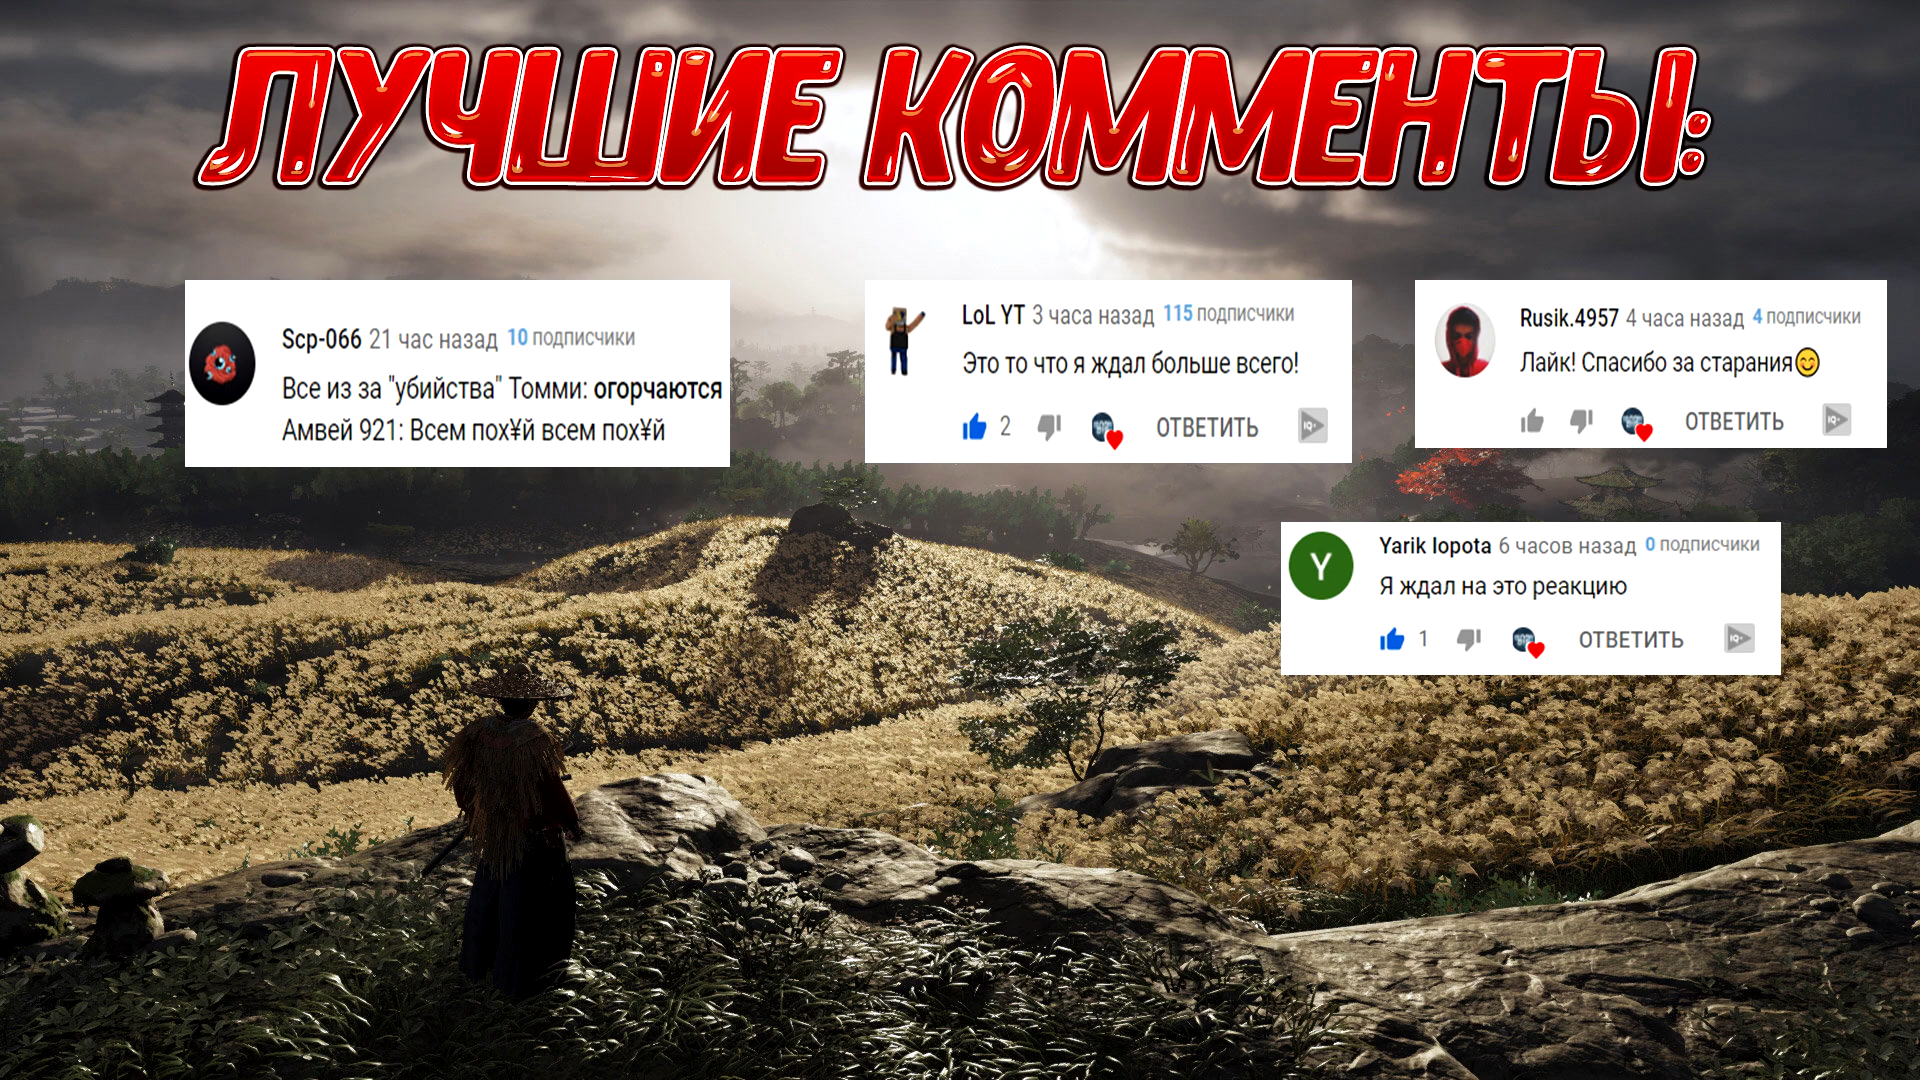 ЛУЧШИЕ КОММЕНТЫ:
Scp-066 21 час назад 10 подписчики
Все из за "убийства" Томми: огорчаются
Амвей 921: Всем пох¥й всем пох¥й
LoL YT 3 часа назад 115 подписчики
Это то что я ждал больше всего!
2 ОТВЕТИТЬ IQ+
Rusik.4957 4 часа назад 4 подписчики
Лайк! Спасибо за старания😊
ОТВЕТИТЬ IQ+
Y
Yarik lopota 6 часов назад 0 подписчики
Я ждал на это реакцию
1 ОТВЕТИТЬ IQ+